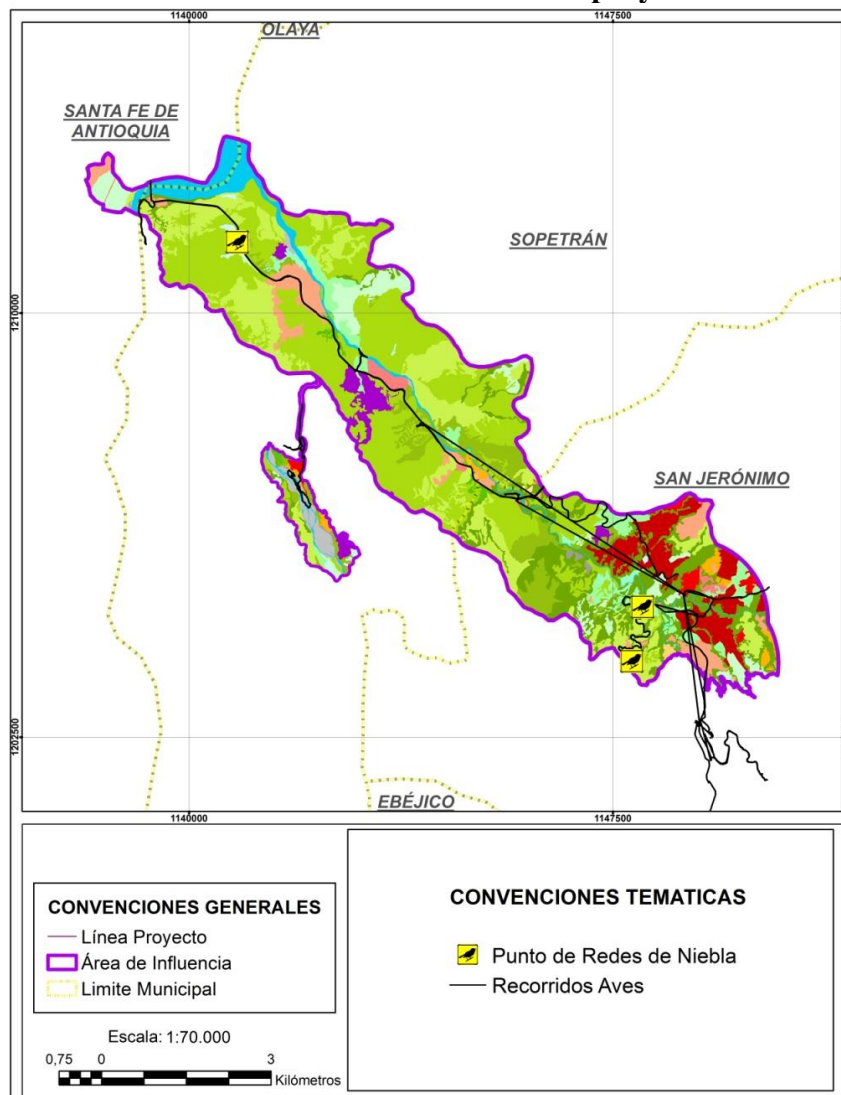 1140000
1147500
OLAYA
SANTA FE DE
ANTIOQUIA
SOPETRÁN
1210000
SAN JERÓNIMO
1202500
EBÉJICO
1140000
1147500
CONVENCIONES GENERALES
Línea Proyecto
Área de Influencia
Limite Municipal
Escala: 1:70.000
0,75 0 3
Kilómetros
CONVENCIONES TEMATICAS
Punto de Redes de Niebla
Recorridos Aves